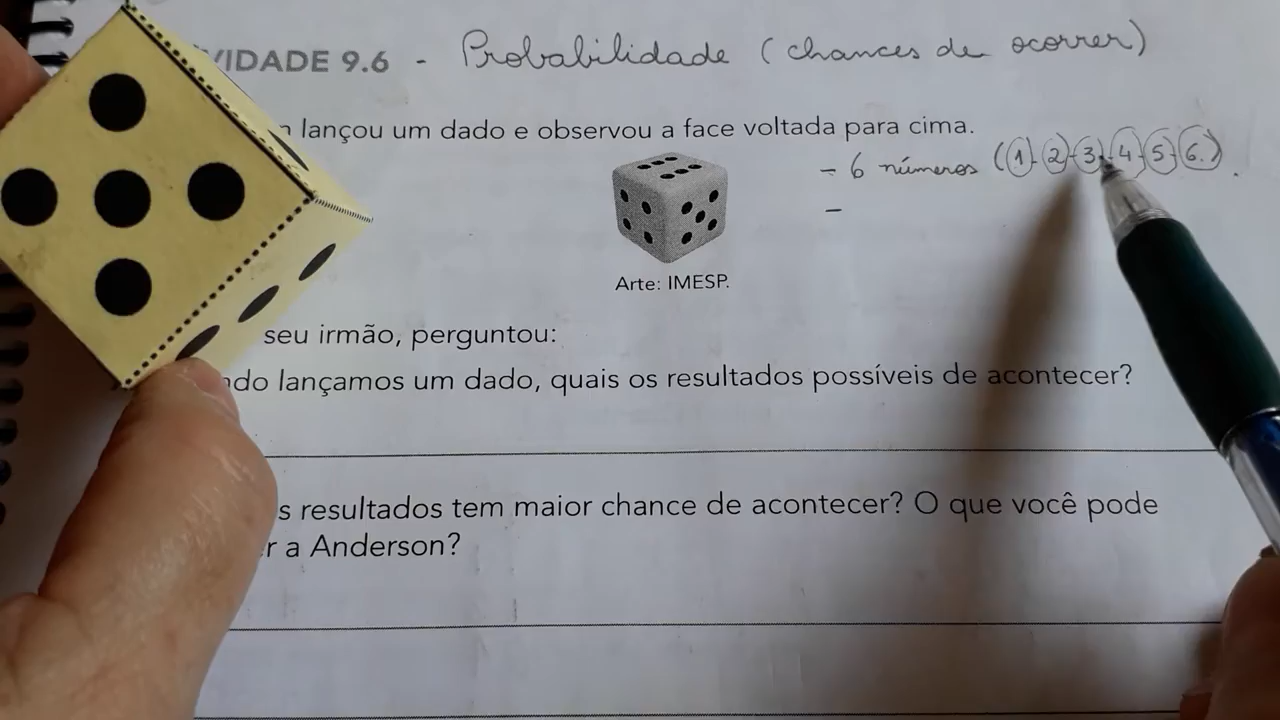 VIDADE 9.6 - Probabilidade (chances de ocorrer)
lançou um dado e observou a face voltada para cima.
- 6 números (1-2-3-4-5-6.)
-
Arte: IMESP.
seu irmão, perguntou:
ndo lançamos um dado, quais os resultados possíveis de acontecer?
s resultados tem maior chance de acontecer? O que você pode
r a Anderson?